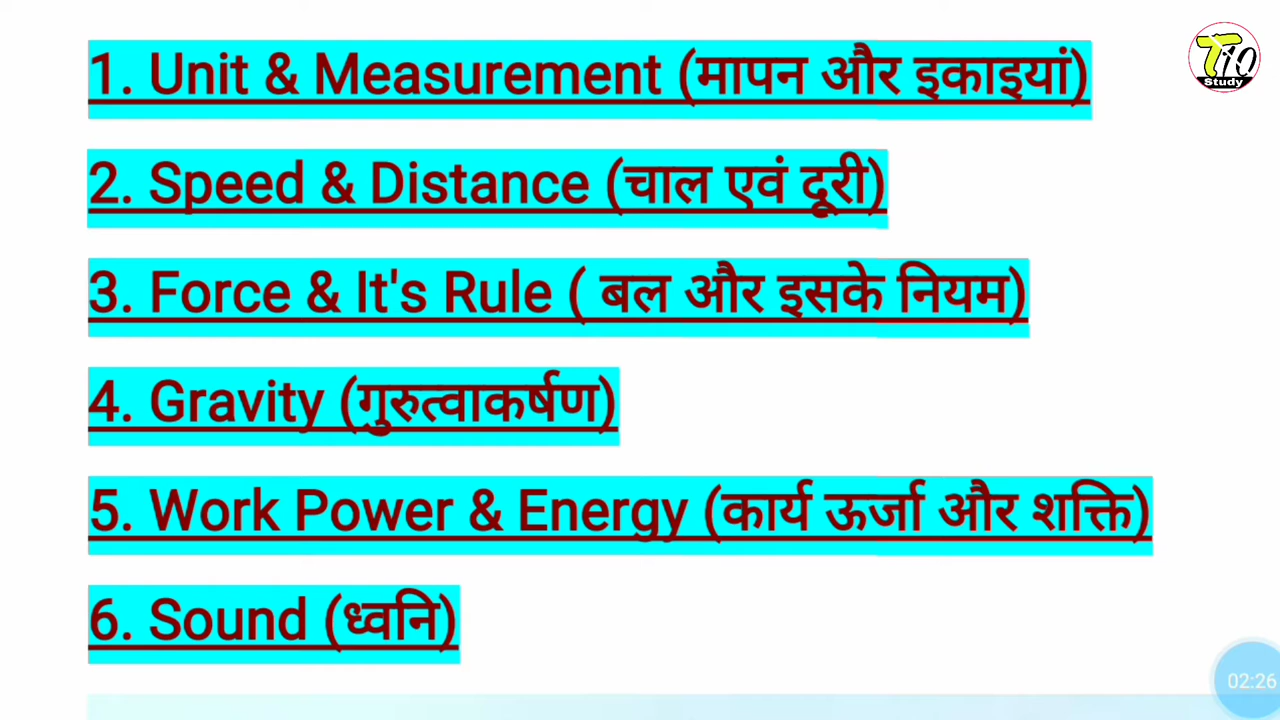 1. Unit & Measurement (मापन और इकाइयां)
2. Speed & Distance (चाल एवं दूरी)
3. Force & It's Rule ( बल और इसके नियम)
4. Gravity (गुरुत्वाकर्षण)
5. Work Power & Energy (कार्य ऊर्जा और शक्ति)
6. Sound (ध्वनि)
Study
02:26